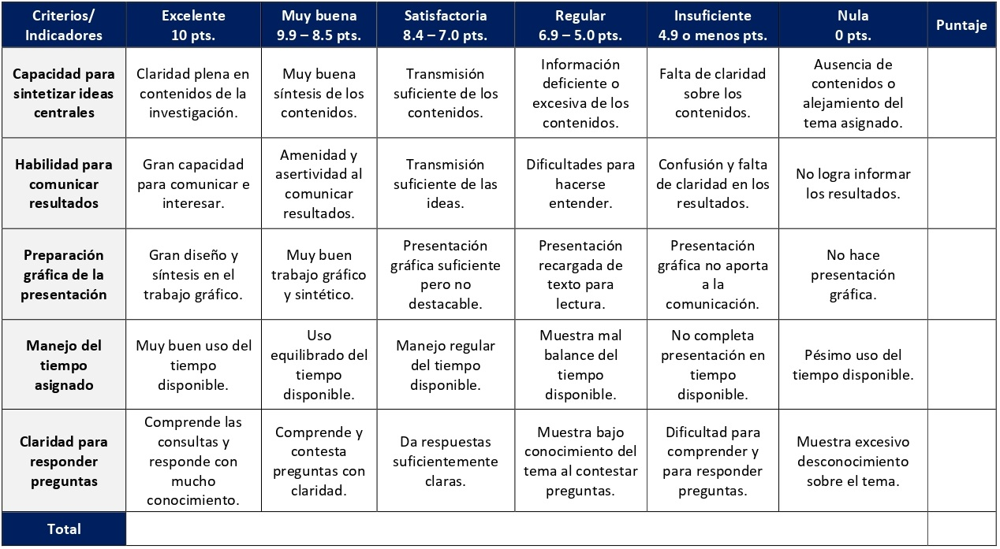 Criterios/
Indicadores
Excelente
10 pts.
Muy buena
9.9 – 8.5 pts.
Satisfactoria
8.4 – 7.0 pts.
Regular
6.9 – 5.0 pts.
Insuficiente
4.9 o menos pts.
Nula
0 pts.
Puntaje
Capacidad para
sintetizar ideas
centrales
Claridad plena en
contenidos de la
investigación.
Muy buena
síntesis de los
contenidos.
Transmisión
suficiente de los
contenidos.
Información
deficiente o
excesiva de los
contenidos.
Falta de claridad
sobre los
contenidos.
Ausencia de
contenidos o
alejamiento del
tema asignado.
Habilidad para
comunicar
resultados
Gran capacidad
para comunicar e
interesar.
Amenidad y
asertividad al
comunicar
resultados.
Transmisión
suficiente de las
ideas.
Dificultades para
hacerse
entender.
Confusión y falta
de claridad en los
resultados.
No logra informar
los resultados.
Preparación
gráfica de la
presentación
Gran diseño y
síntesis en el
trabajo gráfico.
Muy buen
trabajo gráfico
y sintético.
Presentación
gráfica suficiente
pero no
destacable.
Presentación
recargada de
texto para
lectura.
Presentación
gráfica no aporta
a la
comunicación.
No hace
presentación
gráfica.
Manejo del
tiempo
asignado
Muy buen uso del
tiempo
disponible.
Uso
equilibrado del
tiempo
disponible.
Manejo regular
del tiempo
disponible.
Muestra mal
balance del
tiempo
disponible.
No completa
presentación en
tiempo
disponible.
Pésimo uso del
tiempo disponible.
Claridad para
responder
preguntas
Comprende las
consultas y
responde con
mucho
conocimiento.
Comprende y
contesta
preguntas con
claridad.
Da respuestas
suficientemente
claras.
Muestra bajo
conocimiento del
tema al contestar
preguntas.
Dificultad para
comprender y
para responder
preguntas.
Muestra excesivo
desconocimiento
sobre el tema.
Total